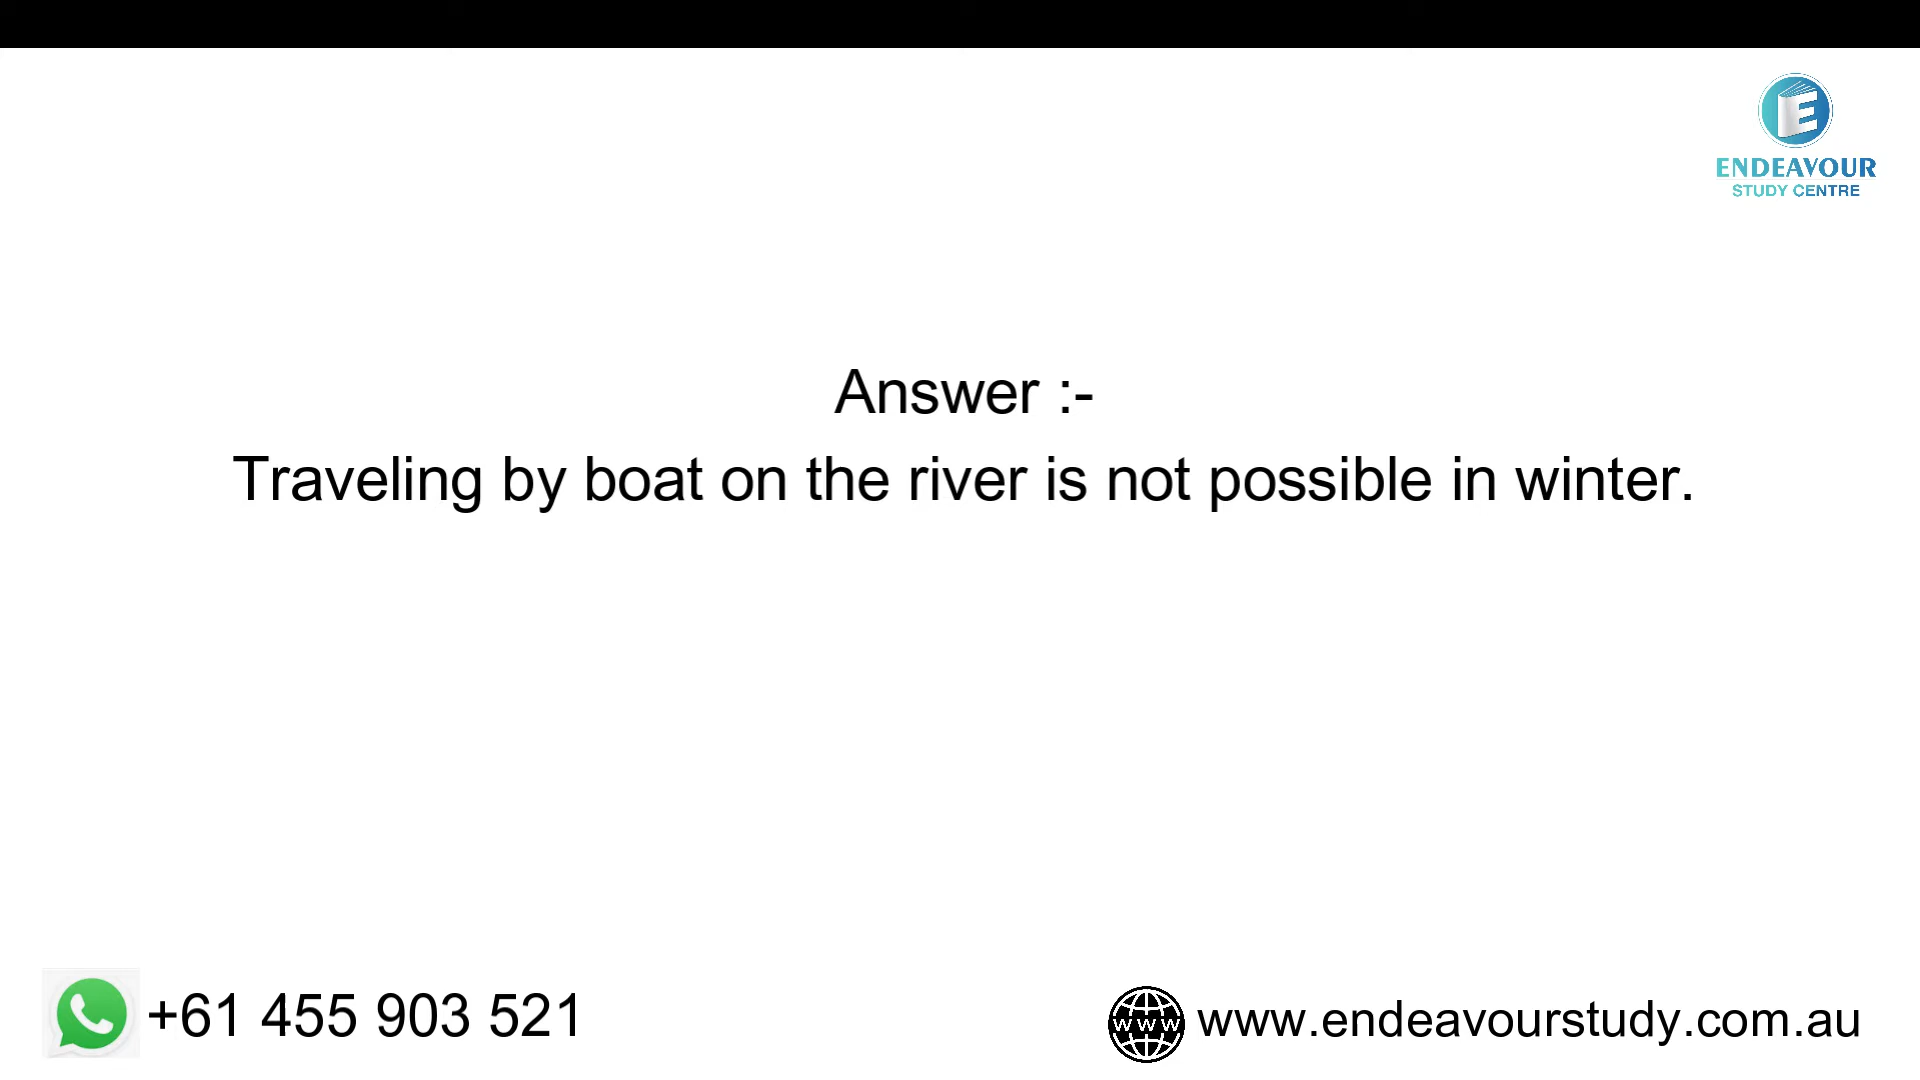 E
ENDEAVOUR
STUDY CENTRE
Answer :-
Traveling by boat on the river is not possible in winter.
+61 455 903 521
www www.endeavourstudy.com.au